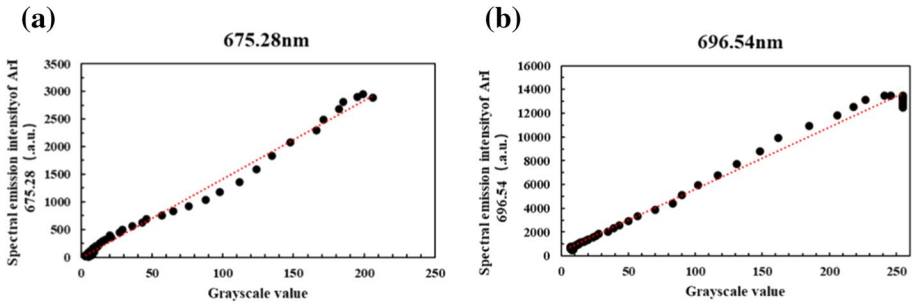 (a)
675.28nm
Spectral emission intensityof ArI
675.28 (.a.u.)
3500
3000
2500
2000
1500
1000
500
0
0 50 100 150 200 250
Grayscale value
(b)
696.54nm
Spectral emission intensity of ArI
696.54 (.a.u.)
16000
14000
12000
10000
8000
6000
4000
2000
0
0 50 100 150 200 250
Grayscale value